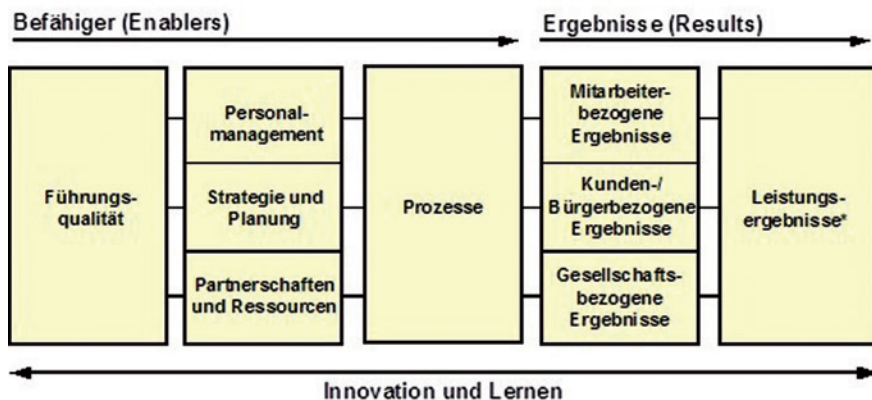 Befähiger (Enablers)
Ergebnisse (Results)
Führungs-
qualität
Personal-
management
Strategie und
Planung
Partnerschaften
und Ressourcen
Prozesse
Mitarbeiter-
bezogene
Ergebnisse
Kunden-/
Bürgerbezogene
Ergebnisse
Gesellschafts-
bezogene
Ergebnisse
Leistungs-
ergebnisse*
Innovation und Lernen